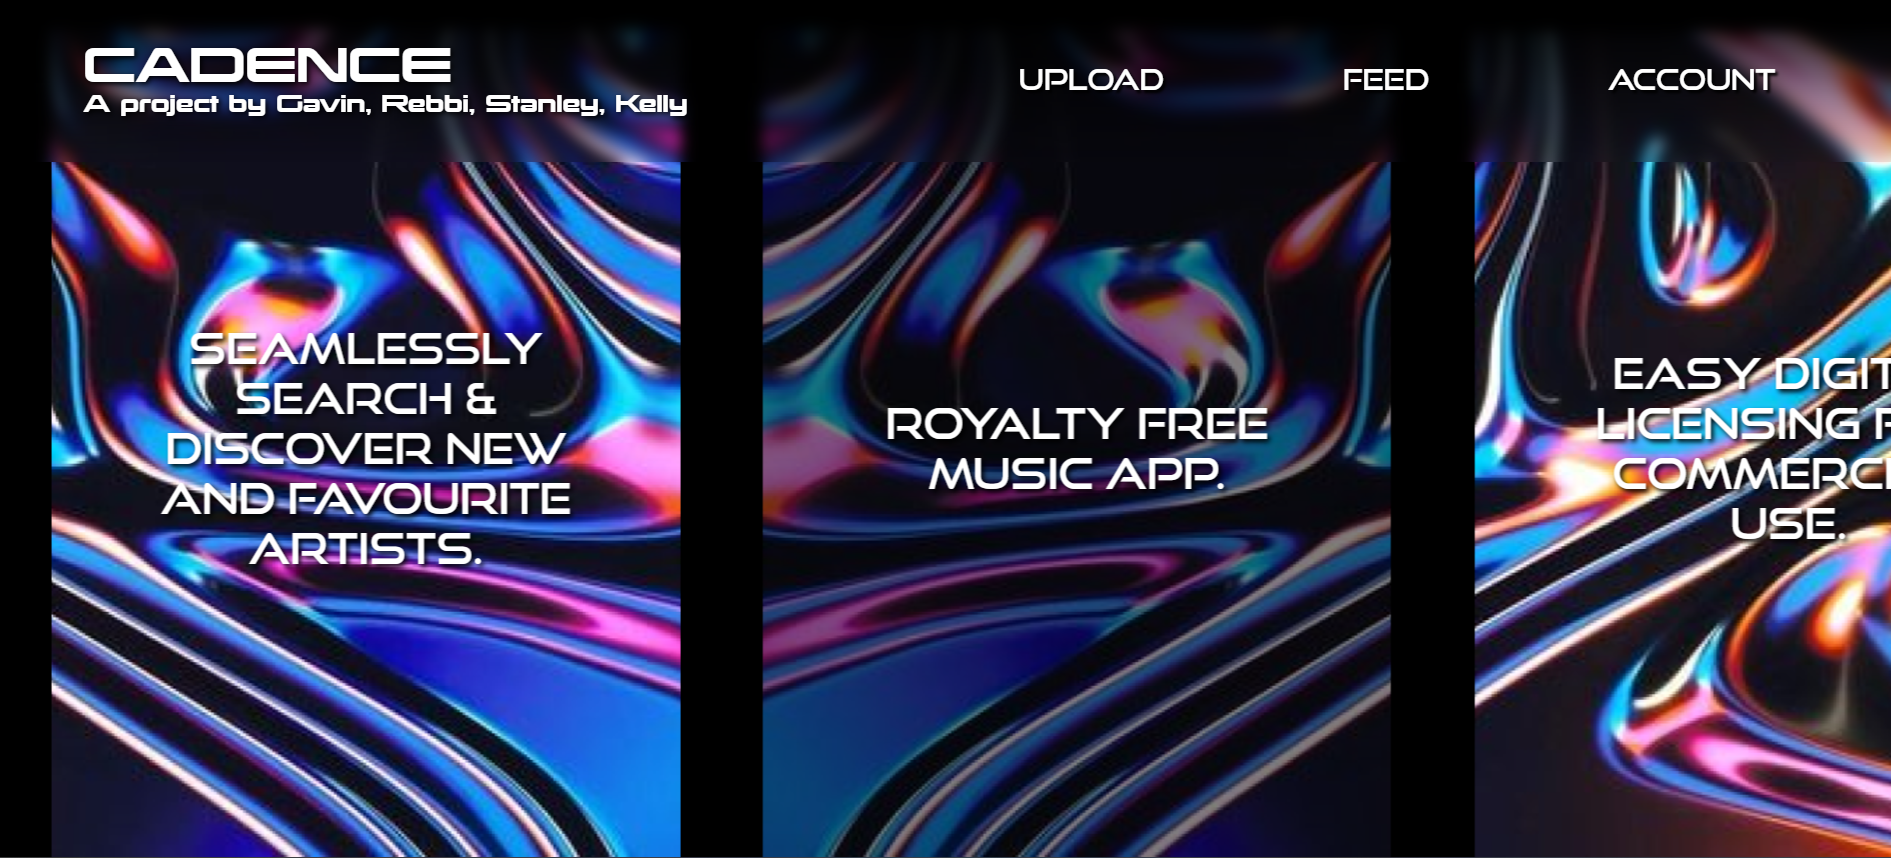 CADENCE
A project by Gavin, Rebbi, Stanley, Kelly
UPLOAD
FEED
ACCOUNT
SEAMLESSLY
SEARCH &
DISCOVER NEW
AND FAVOURITE
ARTISTS.
ROYALTY FREE
MUSIC APP.
EASY
LICENSING
USE.